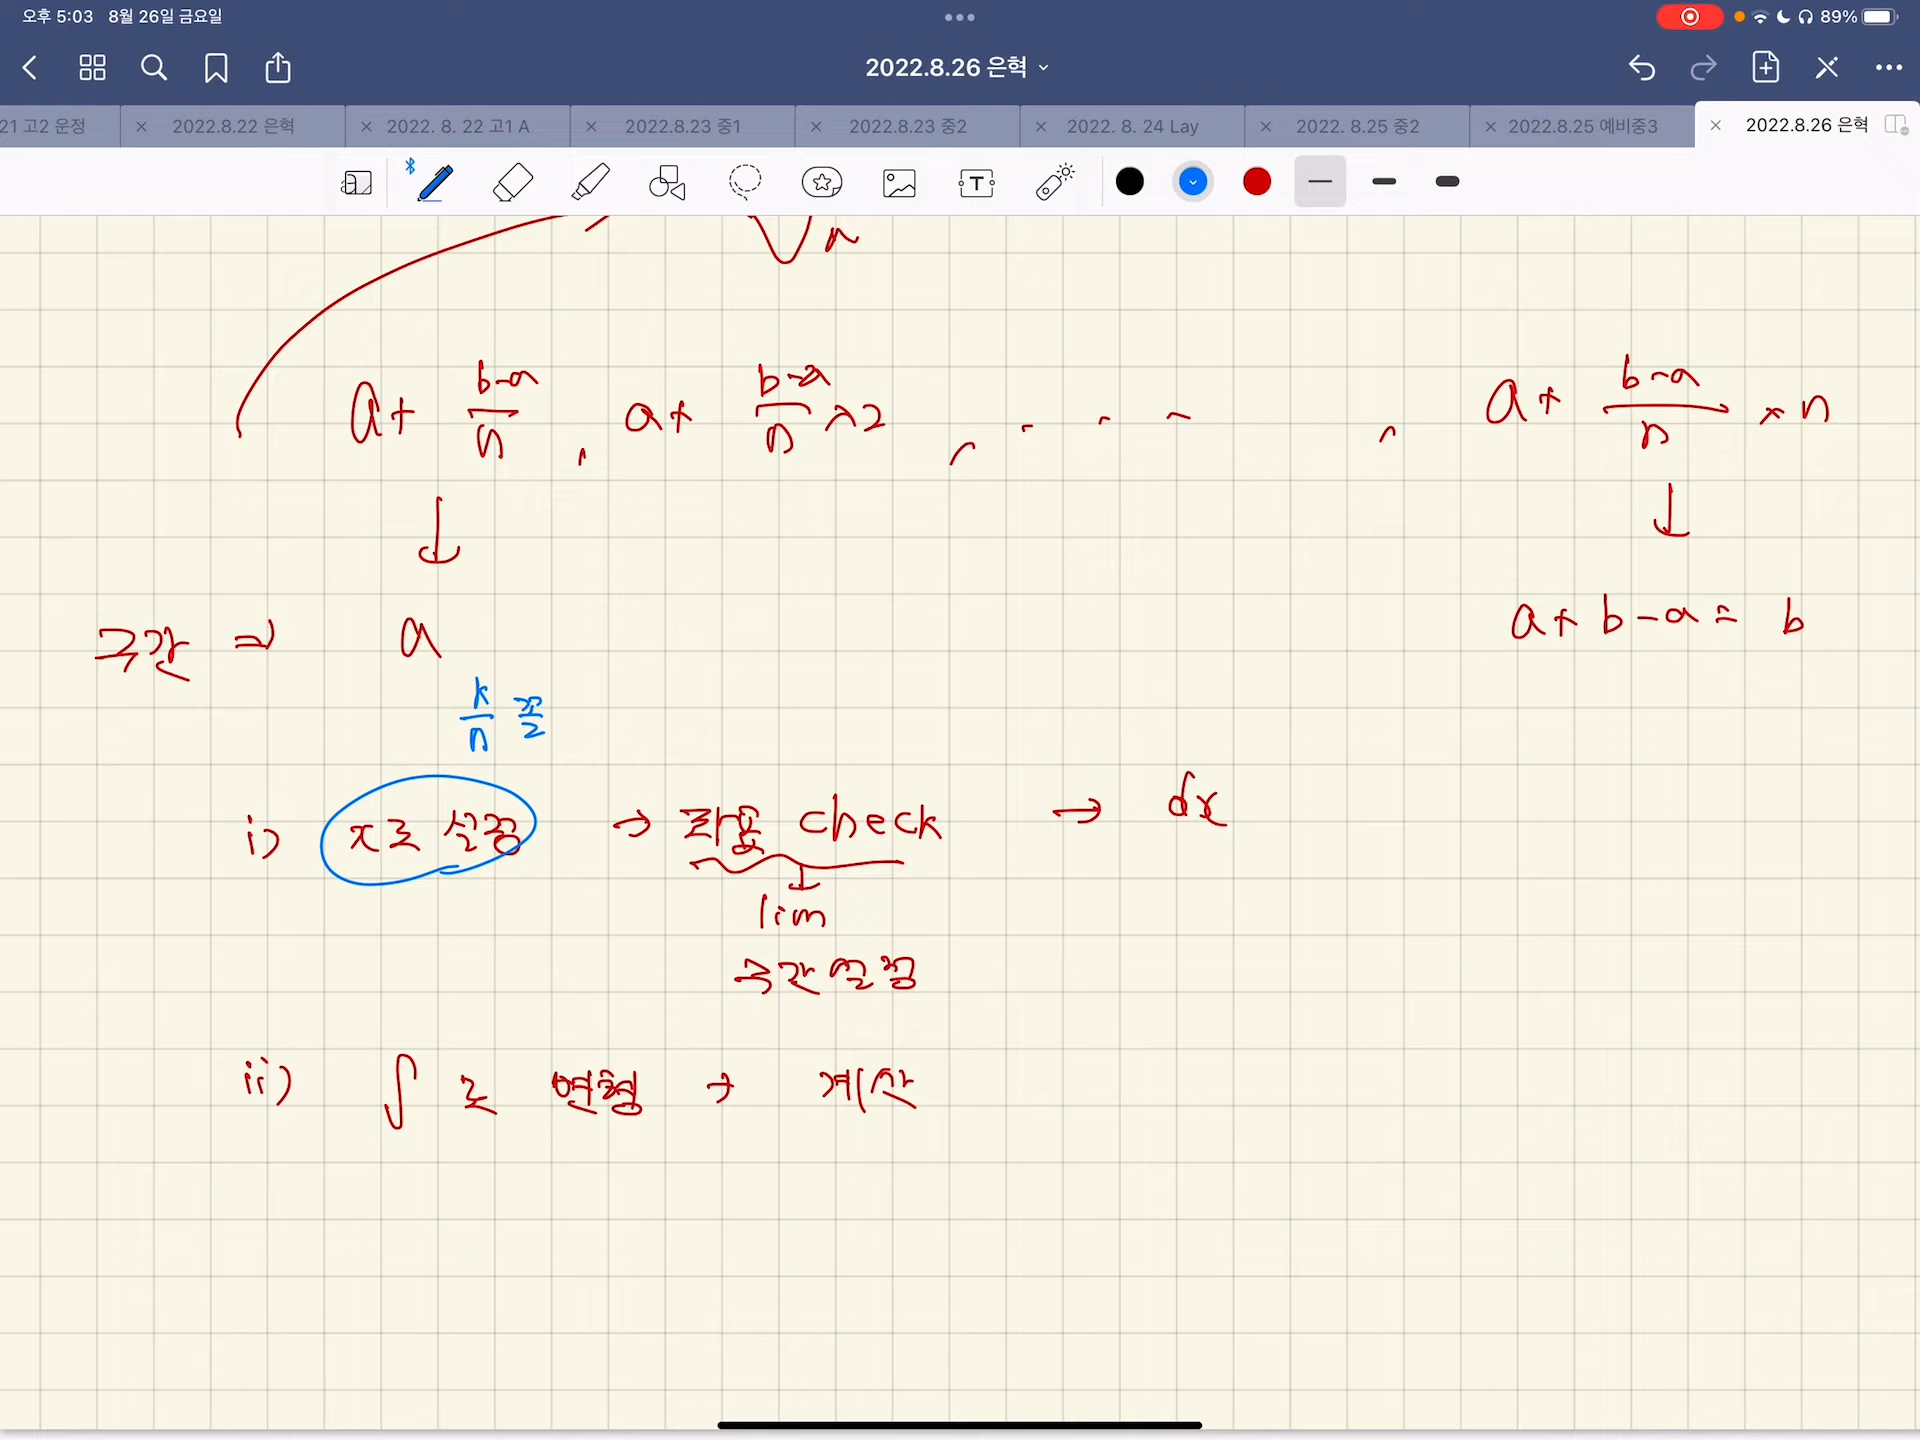 오후 5:03 8월 26일 금요일
89%
2022.8.26 은혁
21 고2 운정
2022.8.22 은혁
2022. 8. 22 고1 A
2022.8.23 중1
2022.8.23 중2
2022. 8. 24 Lay
2022. 8.25 중2
2022.8.25 예비중3
2022.8.26 은혁
n
a+ b-a/n , a+ b-a/n ×2 , · · · , a+ b-a/n ×n
↓ ↓
구간 ⇒ a a+b-a= b
k/n 꼴
i) x로 설정 → 좌표 check → dx
↓
lim
구간 설정
ii) ∫ 로 변형 → 계산